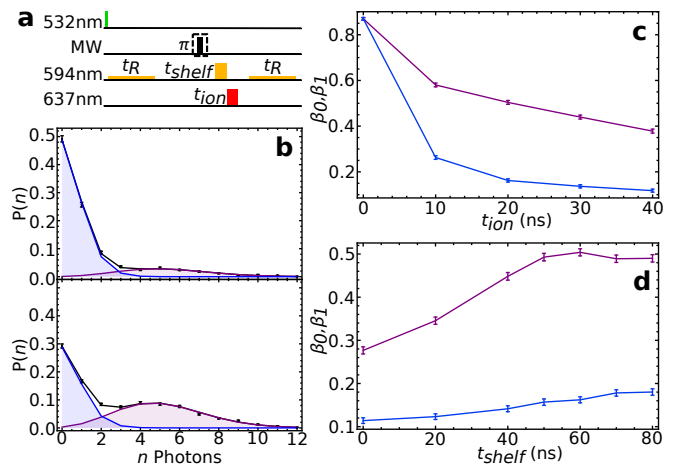 a
532nm
MW
π
594nm
t_R
t_shelf
t_R
637nm
t_ion
b
0.5
0.4
0.3
0.2
0.1
0.0
P(n)
0.5
0.4
0.3
0.2
0.1
0.0
P(n)
0 2 4 6 8 10 12
n Photons
c
0.8
0.6
0.4
0.2
β0,β1
0 10 20 30 40
t_ion (ns)
d
0.5
0.4
0.3
0.2
0.1
β0,β1
0 20 40 60 80
t_shelf (ns)